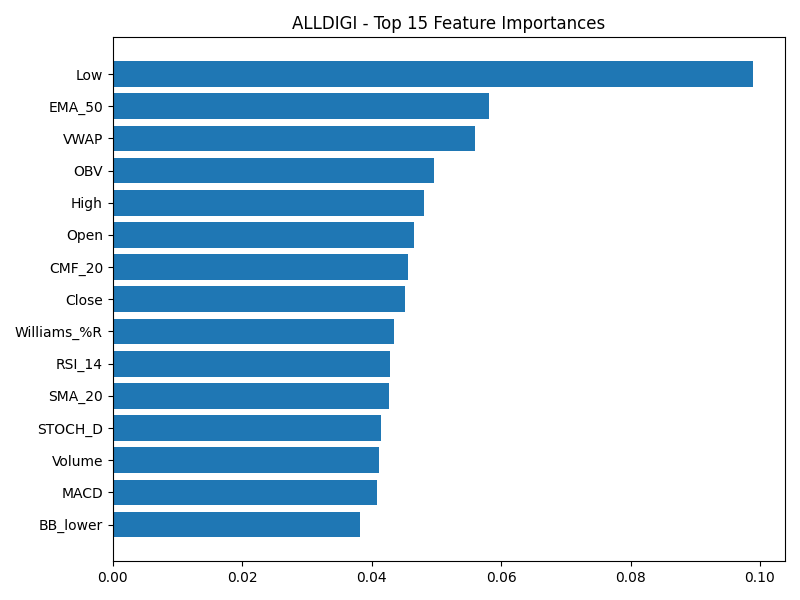 ALLDIGI - Top 15 Feature Importances
Low
EMA_50
VWAP
OBV
High
Open
CMF_20
Close
Williams_%R
RSI_14
SMA_20
STOCH_D
Volume
MACD
BB_lower
0.00 0.02 0.04 0.06 0.08 0.10